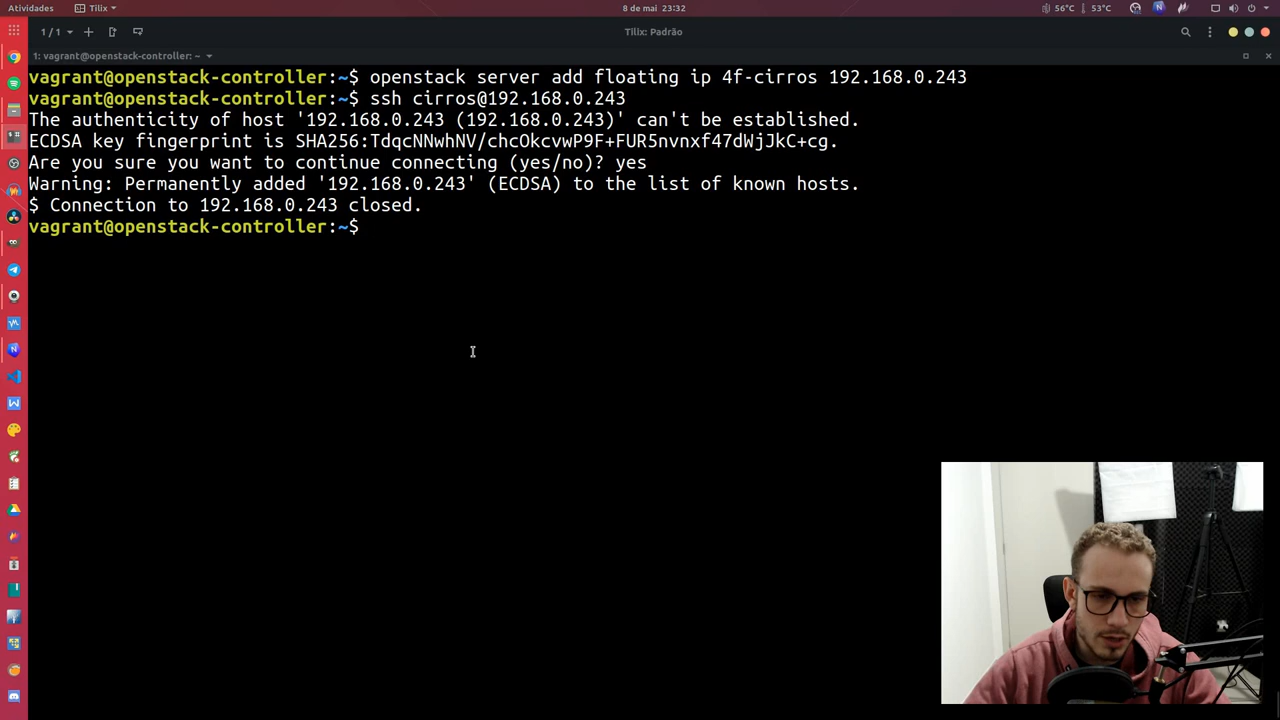 Atividades
Tilix
8 de mai 23:32
56°C
53°C
1 / 1
Tilix: Padrão
1: vagrant@openstack-controller: ~
vagrant@openstack-controller:~$ openstack server add floating ip 4f-cirros 192.168.0.243
vagrant@openstack-controller:~$ ssh cirros@192.168.0.243
The authenticity of host '192.168.0.243 (192.168.0.243)' can't be established.
ECDSA key fingerprint is SHA256:TdqcNNwhNV/chcOkcvwP9F+FUR5nvnxf47dWjJkC+cg.
Are you sure you want to continue connecting (yes/no)? yes
Warning: Permanently added '192.168.0.243' (ECDSA) to the list of known hosts.
$ Connection to 192.168.0.243 closed.
vagrant@openstack-controller:~$